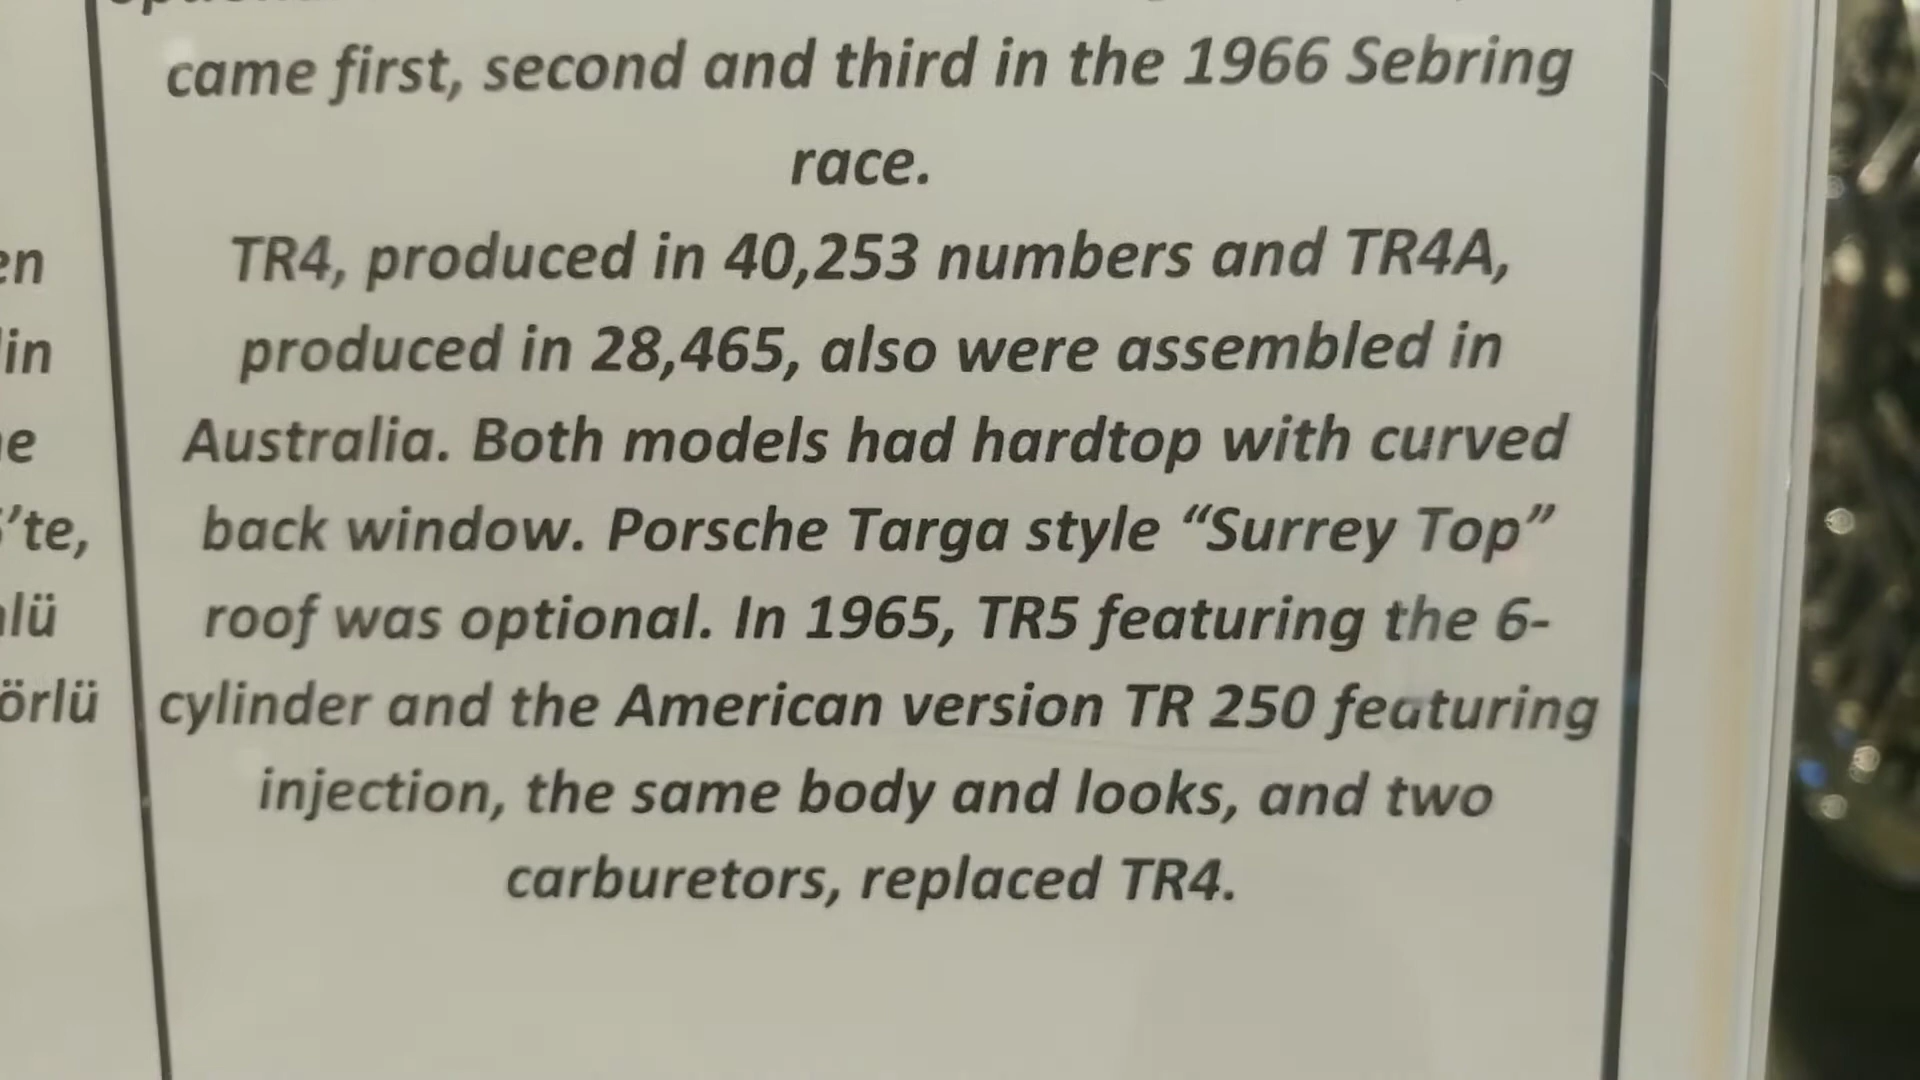 came first, second and third in the 1966 Sebring
race.
TR4, produced in 40,253 numbers and TR4A,
produced in 28,465, also were assembled in
Australia. Both models had hardtop with curved
back window. Porsche Targa style “Surrey Top”
roof was optional. In 1965, TR5 featuring the 6-
cylinder and the American version TR 250 featuring
injection, the same body and looks, and two
carburetors, replaced TR4.